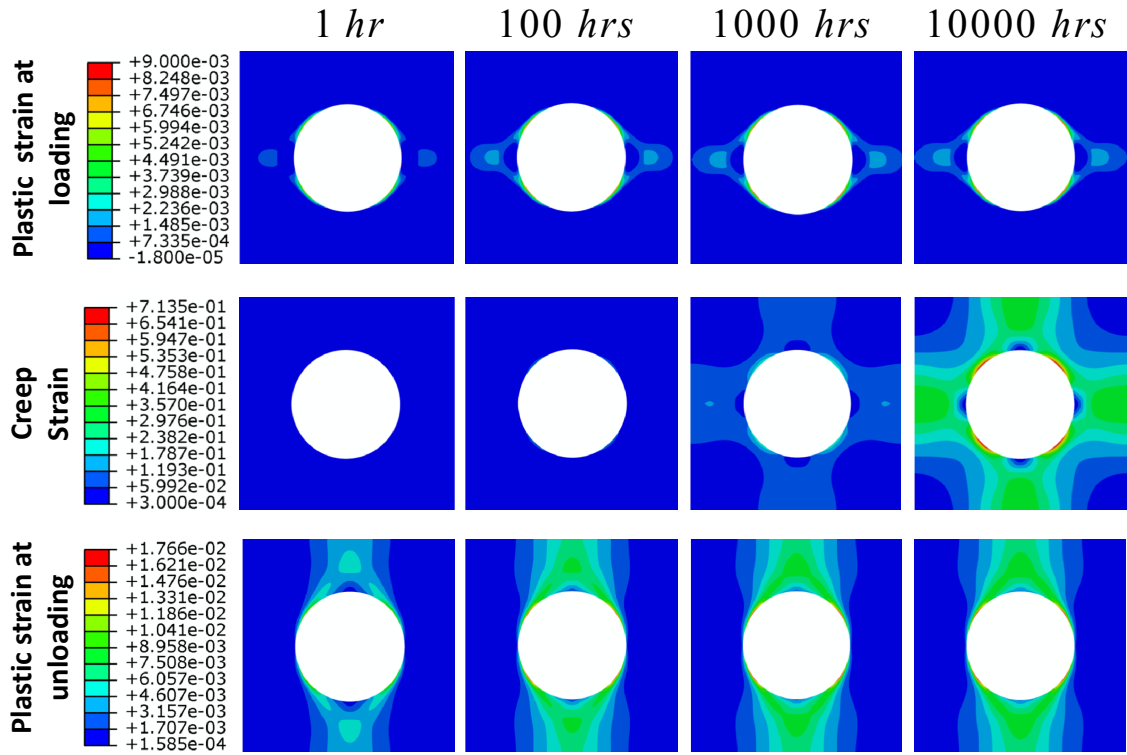 1 hr 100 hrs 1000 hrs 10000 hrs
Plastic strain at
loading
+9.000e-03
+8.248e-03
+7.497e-03
+6.746e-03
+5.994e-03
+5.242e-03
+4.491e-03
+3.739e-03
+2.988e-03
+2.236e-03
+1.485e-03
+7.335e-04
-1.800e-05
Creep
Strain
+7.135e-01
+6.541e-01
+5.947e-01
+5.353e-01
+4.758e-01
+4.164e-01
+3.570e-01
+2.976e-01
+2.382e-01
+1.787e-01
+1.193e-01
+5.992e-02
+3.000e-04
Plastic strain at
unloading
+1.766e-02
+1.621e-02
+1.476e-02
+1.331e-02
+1.186e-02
+1.041e-02
+8.958e-03
+7.508e-03
+6.057e-03
+4.607e-03
+3.157e-03
+1.707e-03
+1.585e-04